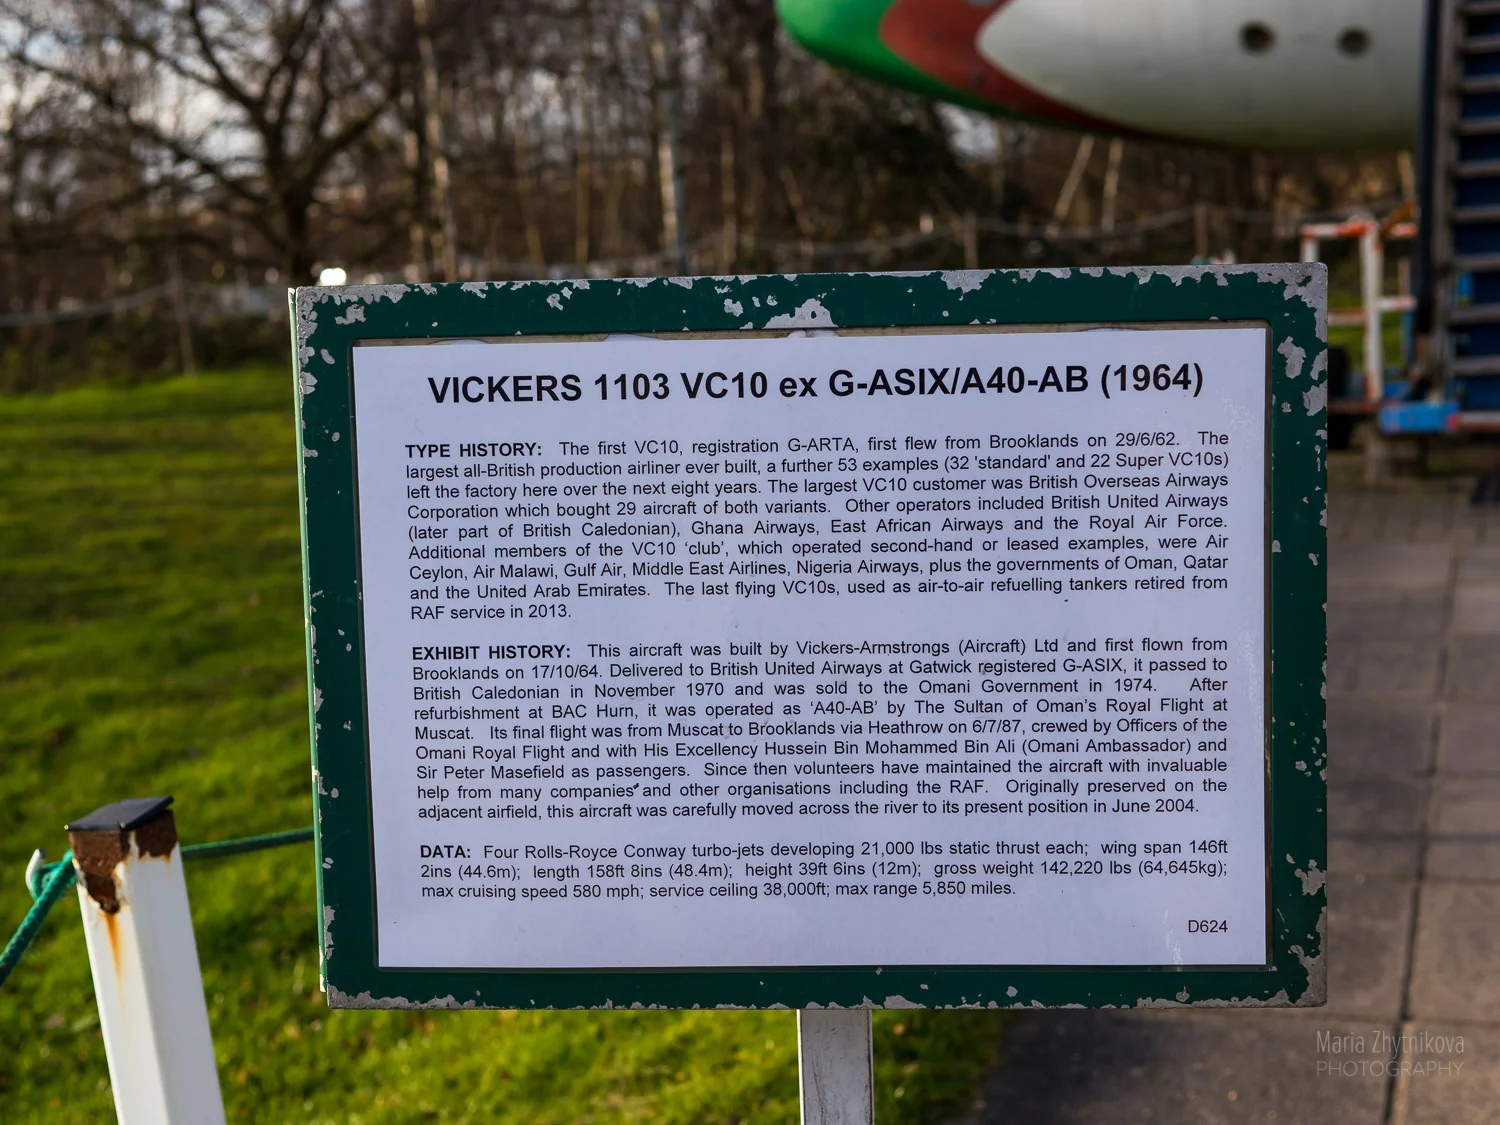 VICKERS 1103 VC10 ex G-ASIX/A40-AB (1964)
TYPE HISTORY: The first VC10, registration G-ARTA, first flew from Brooklands on 29/6/62. The
largest all-British production airliner ever built, a further 53 examples (32 'standard' and 22 Super VC10s)
left the factory here over the next eight years. The largest VC10 customer was British Overseas Airways
Corporation which bought 29 aircraft of both variants. Other operators included British United Airways
(later part of British Caledonian), Ghana Airways, East African Airways and the Royal Air Force.
Additional members of the VC10 ‘club’, which operated second-hand or leased examples, were Air
Ceylon, Air Malawi, Gulf Air, Middle East Airlines, Nigeria Airways, plus the governments of Oman, Qatar
and the United Arab Emirates. The last flying VC10s, used as air-to-air refuelling tankers retired from
RAF service in 2013.
EXHIBIT HISTORY: This aircraft was built by Vickers-Armstrongs (Aircraft) Ltd and first flown from
Brooklands on 17/10/64. Delivered to British United Airways at Gatwick registered G-ASIX, it passed to
British Caledonian in November 1970 and was sold to the Omani Government in 1974. After
refurbishment at BAC Hurn, it was operated as ‘A40-AB’ by The Sultan of Oman’s Royal Flight at
Muscat. Its final flight was from Muscat to Brooklands via Heathrow on 6/7/87, crewed by Officers of the
Omani Royal Flight and with His Excellency Hussein Bin Mohammed Bin Ali (Omani Ambassador) and
Sir Peter Masefield as passengers. Since then volunteers have maintained the aircraft with invaluable
help from many companies and other organisations including the RAF. Originally preserved on the
adjacent airfield, this aircraft was carefully moved across the river to its present position in June 2004.
DATA: Four Rolls-Royce Conway turbo-jets developing 21,000 lbs static thrust each; wing span 146ft
2ins (44.6m); length 158ft 8ins (48.4m); height 39ft 6ins (12m); gross weight 142,220 lbs (64,645kg);
max cruising speed 580 mph; service ceiling 38,000ft; max range 5,850 miles.
D624
Maria Zhytnikova
PHOTOGRAPHY